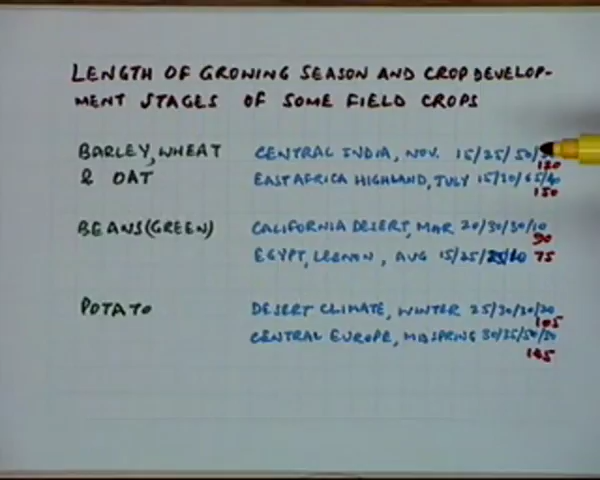 LENGTH OF GROWING SEASON AND CROP DEVELOP-
MENT STAGES OF SOME FIELD CROPS
BARLEY, WHEAT CENTRAL INDIA, NOV. 15/25/50/
120
& OAT EAST AFRICA HIGHLAND, JULY 15/30/65/40
150
BEANS (GREEN) CALIFORNIA DESERT, MAR 20/30/30/10
90
EGYPT, LEBNON, AUG 15/25/25/10 75
POTATO DESERT CLIMATE, WINTER 25/30/30/20
105
CENTRAL EUROPE, MIDSPRING 30/35/50/30
145